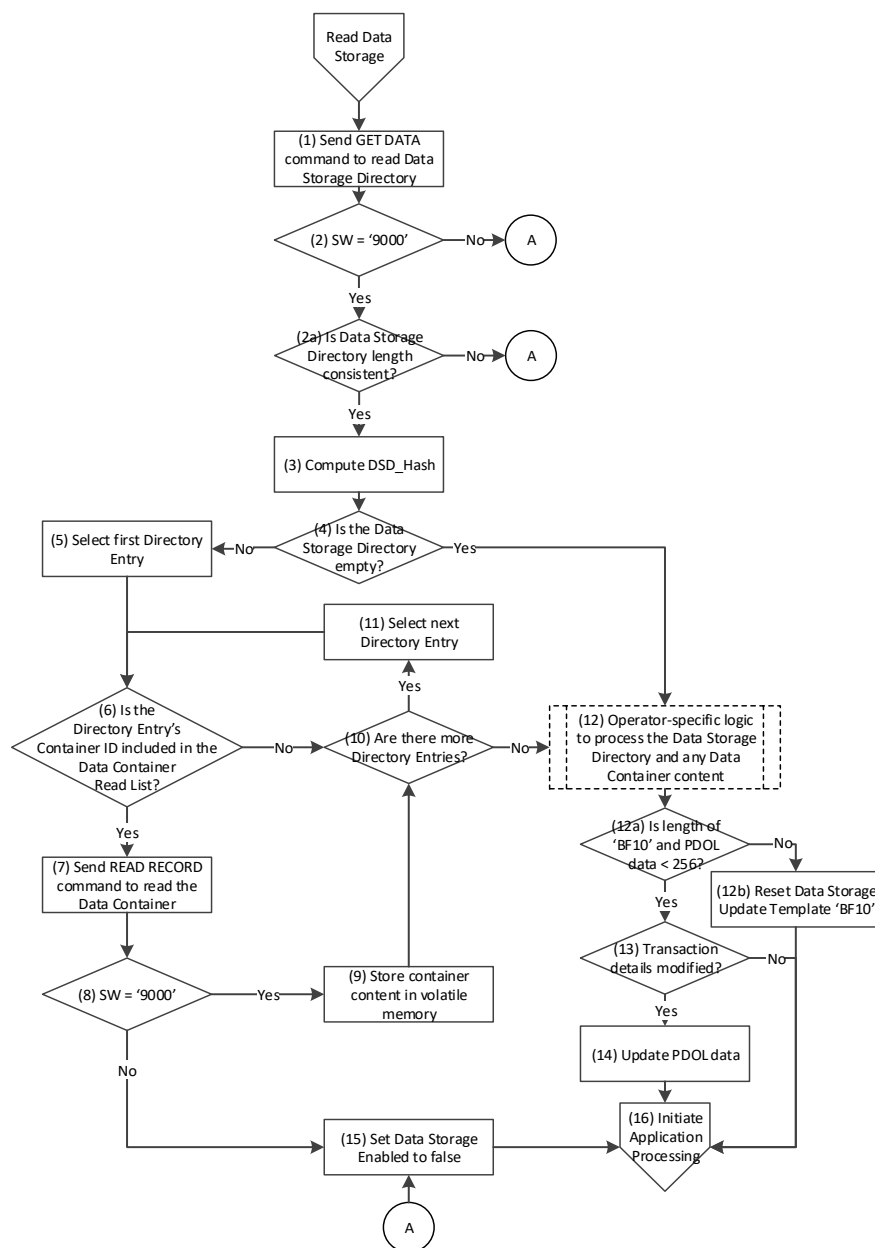 Read Data
Storage
(1) Send GET DATA
command to read Data
Storage Directory
(2) SW = ‘9000’
No
A
Yes
(2a) Is Data Storage
Directory length
consistent?
No
A
Yes
(3) Compute DSD_Hash
(4) Is the Data
Storage Directory
empty?
No
Yes
(5) Select first Directory
Entry
(11) Select next
Directory Entry
Yes
(6) Is the
Directory Entry’s
Container ID included in the
Data Container
Read List?
No
(10) Are there more
Directory Entries?
No
(12) Operator-specific logic
to process the Data Storage
Directory and any Data
Container content
Yes
(12a) Is length of
‘BF10’ and PDOL
data < 256?
No
(7) Send READ RECORD
command to read the
Data Container
Yes
(12b) Reset Data Storage
Update Template ‘BF10’
(13) Transaction
details modified?
No
(8) SW = ‘9000’
Yes
(9) Store container
content in volatile
memory
Yes
No
(14) Update PDOL data
(15) Set Data Storage
Enabled to false
(16) Initiate
Application
Processing
A